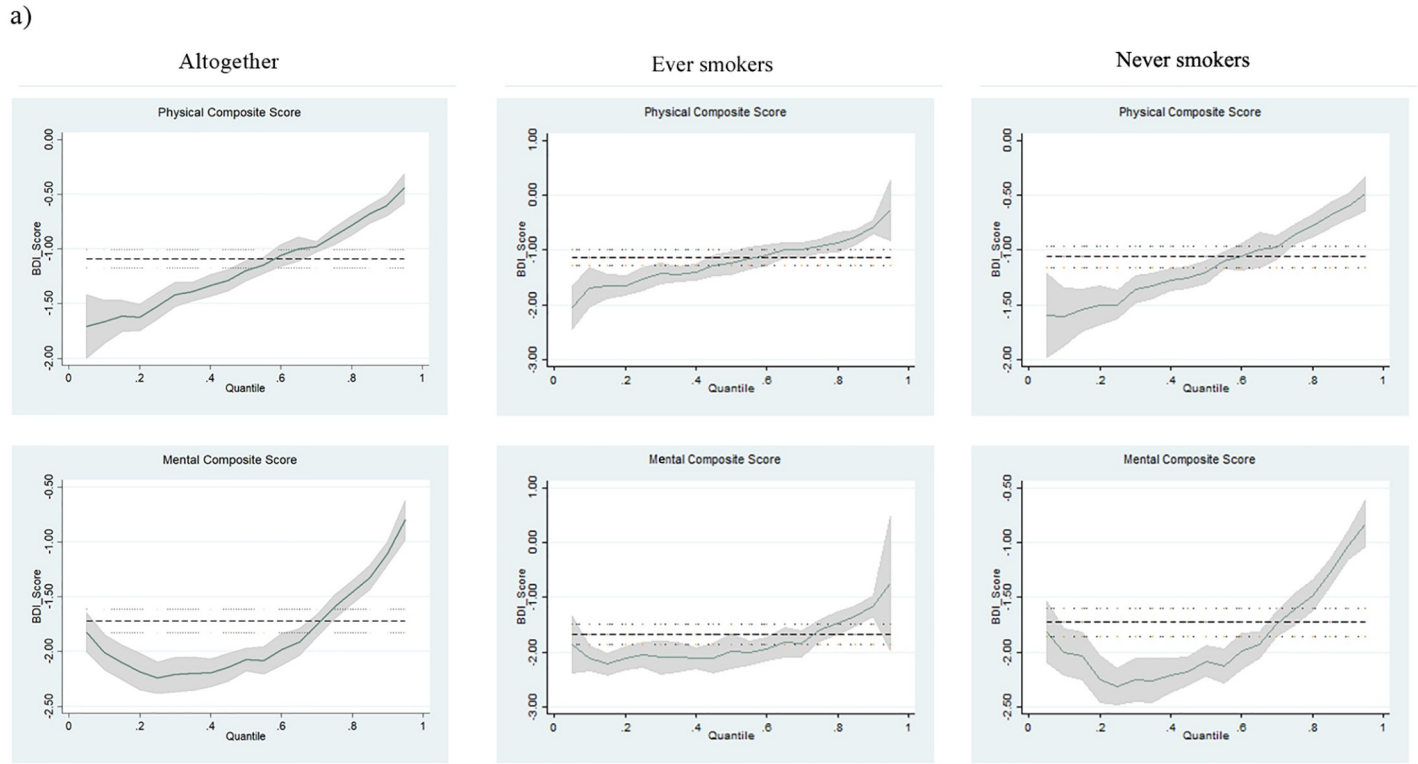 a)
Altogether
Ever smokers
Never smokers
Physical Composite Score
BDI_Score
0.00
-0.50
-1.00
-1.50
-2.00
0 .2 .4 .6 .8 1
Quantile
Physical Composite Score
BDI_Score
1.00
0.00
-1.00
-2.00
-3.00
0 .2 .4 .6 .8 1
Quantile
Physical Composite Score
BDI_Score
0.00
-0.50
-1.00
-1.50
-2.00
0 .2 .4 .6 .8 1
Quantile
Mental Composite Score
BDI_Score
-0.50
-1.00
-1.50
-2.00
-2.50
0 .2 .4 .6 .8 1
Quantile
Mental Composite Score
BDI_Score
1.00
0.00
-1.00
-2.00
-3.00
0 .2 .4 .6 .8 1
Quantile
Mental Composite Score
BDI_Score
-0.50
-1.00
-1.50
-2.00
-2.50
0 .2 .4 .6 .8 1
Quantile